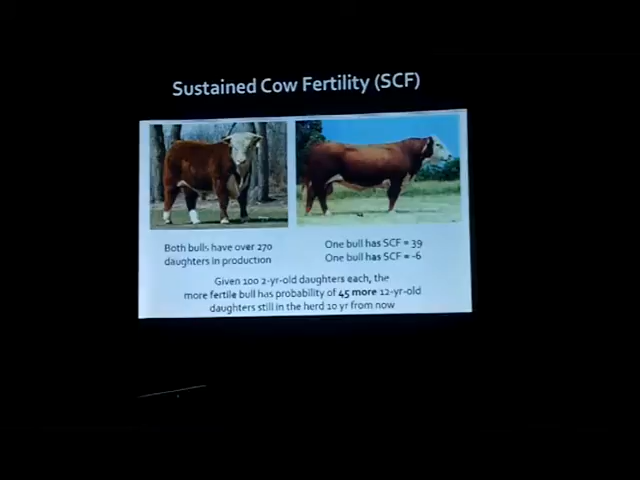 Sustained Cow Fertility (SCF)
Both bulls have over 270
daughters in production
One bull has SCF = 39
One bull has SCF = -6
Given 100 2-yr-old daughters each, the
more fertile bull has probability of 45 more 12-yr-old
daughters still in the herd 10 yr from now